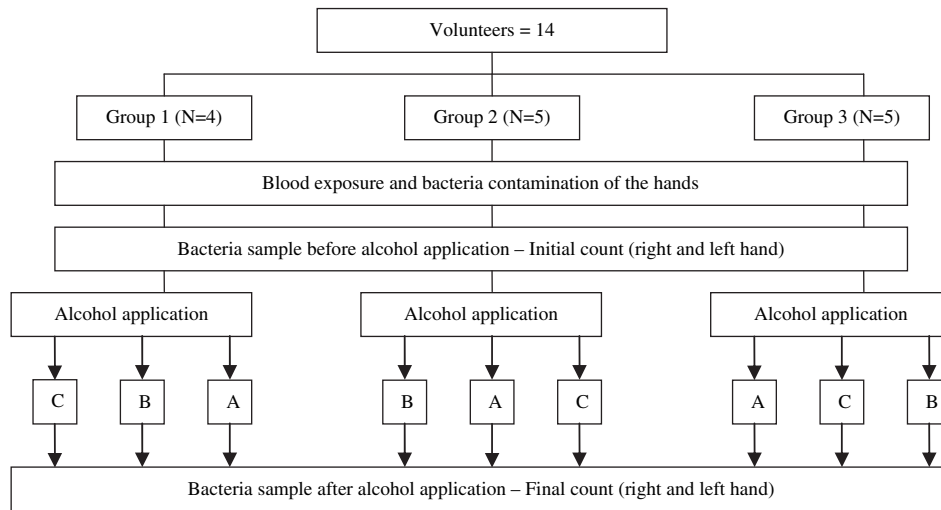 Volunteers = 14
Group 1 (N=4)
Group 2 (N=5)
Group 3 (N=5)
Blood exposure and bacteria contamination of the hands
Bacteria sample before alcohol application – Initial count (right and left hand)
Alcohol application
Alcohol application
Alcohol application
C
B
A
B
A
C
A
C
B
Bacteria sample after alcohol application – Final count (right and left hand)